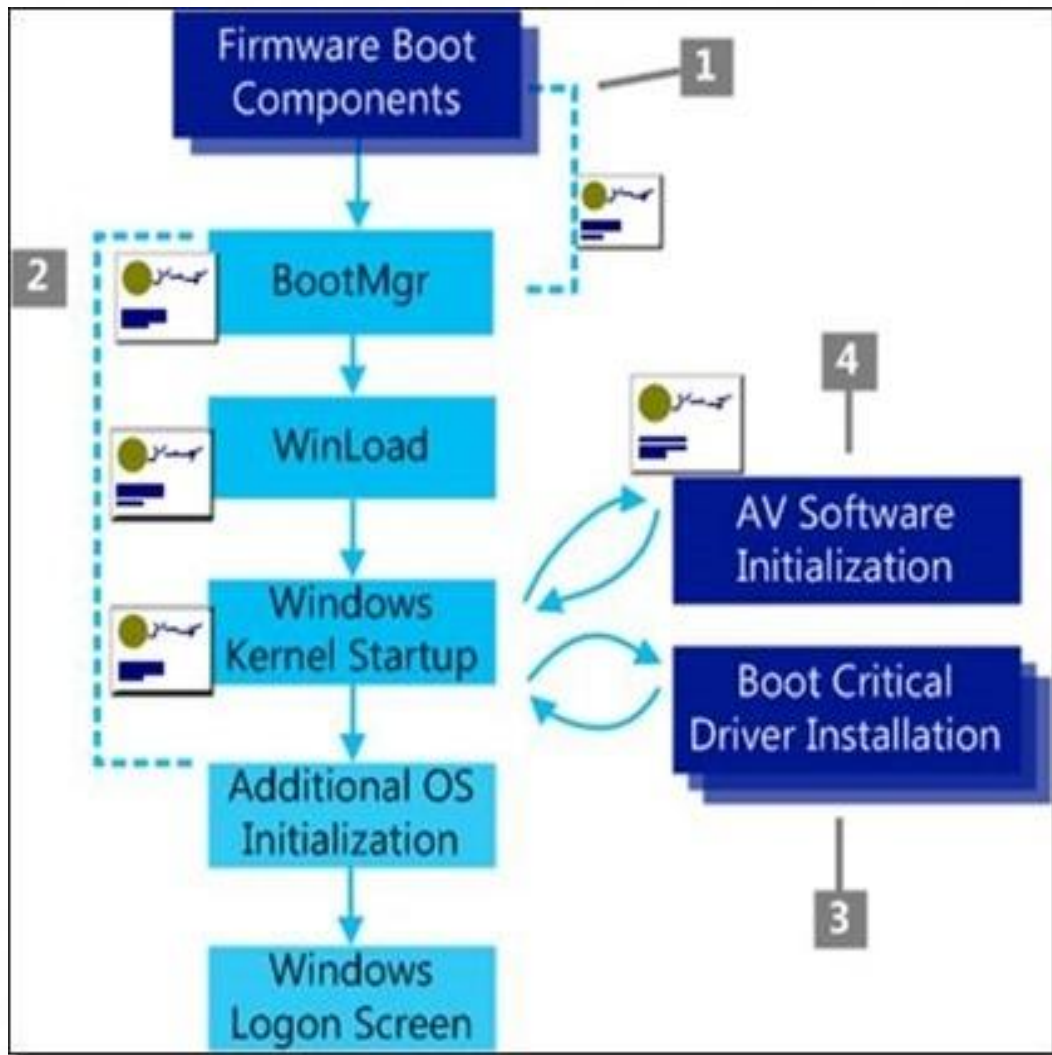 Firmware Boot
Components
1
2
BootMgr
4
WinLoad
AV Software
Initialization
Windows
Kernel Startup
Boot Critical
Driver Installation
Additional OS
Initialization
3
Windows
Logon Screen